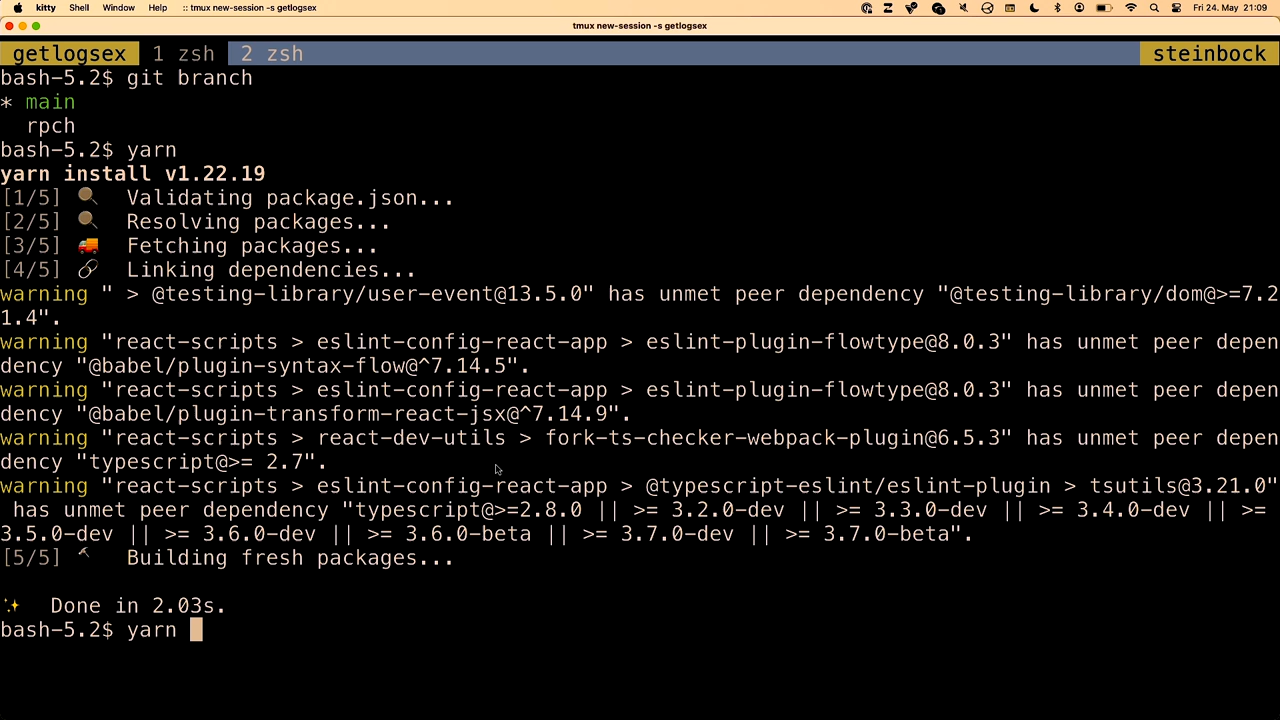 kitty Shell Window Help :: tmux new-session -s getlogsex Fri 24. May 21:09
tmux new-session -s getlogsex
getlogsex 1 zsh 2 zsh steinbock
bash-5.2$ git branch
* main
  rpch
bash-5.2$ yarn
yarn install v1.22.19
[1/5] 🔍  Validating package.json...
[2/5] 🔍  Resolving packages...
[3/5] 🚚  Fetching packages...
[4/5] 🔗  Linking dependencies...
warning " > @testing-library/user-event@13.5.0" has unmet peer dependency "@testing-library/dom@>=7.2
1.4".
warning "react-scripts > eslint-config-react-app > eslint-plugin-flowtype@8.0.3" has unmet peer depen
dency "@babel/plugin-syntax-flow@^7.14.5".
warning "react-scripts > eslint-config-react-app > eslint-plugin-flowtype@8.0.3" has unmet peer depen
dency "@babel/plugin-transform-react-jsx@^7.14.9".
warning "react-scripts > react-dev-utils > fork-ts-checker-webpack-plugin@6.5.3" has unmet peer depen
dency "typescript@>= 2.7".
warning "react-scripts > eslint-config-react-app > @typescript-eslint/eslint-plugin > tsutils@3.21.0"
 has unmet peer dependency "typescript@>=2.8.0 || >= 3.2.0-dev || >= 3.3.0-dev || >= 3.4.0-dev || >=
3.5.0-dev || >= 3.6.0-dev || >= 3.6.0-beta || >= 3.7.0-dev || >= 3.7.0-beta".
[5/5] 🔨  Building fresh packages...
✨  Done in 2.03s.
bash-5.2$ yarn